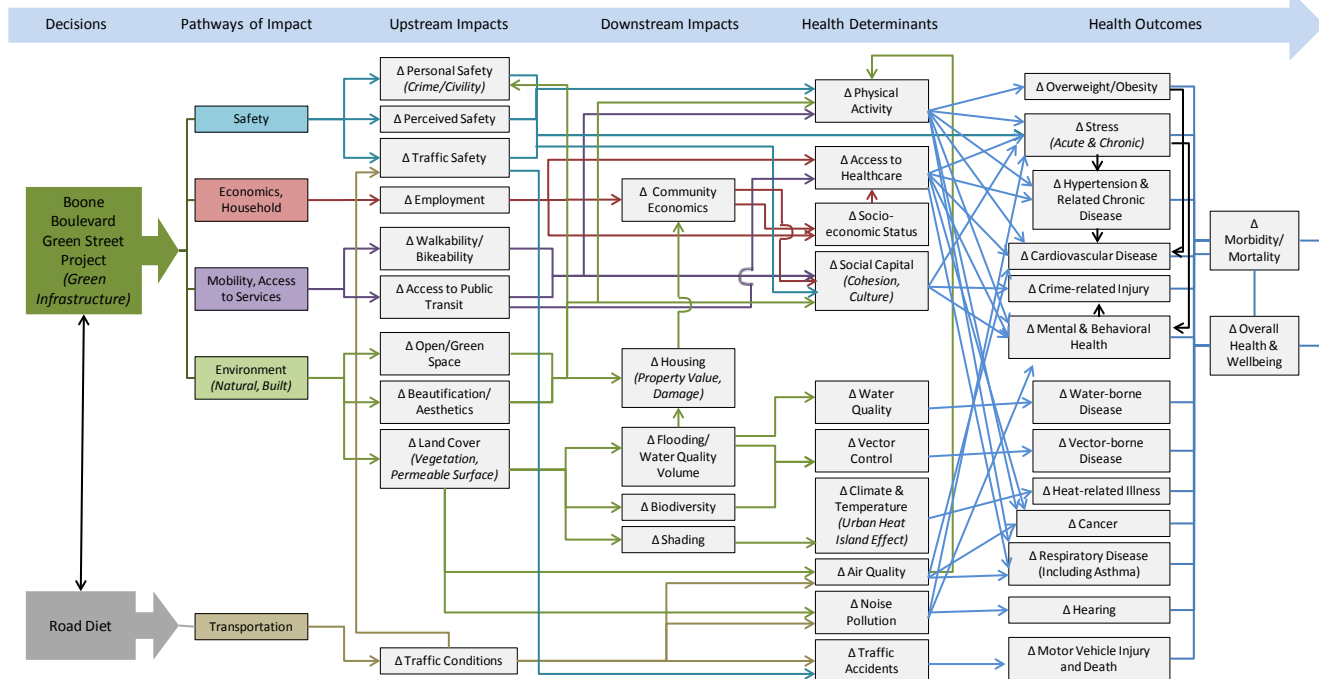 Decisions
Pathways of Impact
Upstream Impacts
Downstream Impacts
Health Determinants
Health Outcomes
Boone
Boulevard
Green Street
Project
(Green
Infrastructure)
Road Diet
Safety
Economics,
Household
Mobility, Access
to Services
Environment
(Natural, Built)
Transportation
Δ Personal Safety
(Crime/Civility)
Δ Perceived Safety
Δ Traffic Safety
Δ Employment
Δ Walkability/
Bikeability
Δ Access to Public
Transit
Δ Open/Green
Space
Δ Beautification/
Aesthetics
Δ Land Cover
(Vegetation,
Permeable Surface)
Δ Traffic Conditions
Δ Community
Economics
Δ Housing
(Property Value,
Damage)
Δ Flooding/
Water Quality
Volume
Δ Biodiversity
Δ Shading
Δ Physical
Activity
Δ Access to
Healthcare
Δ Socio-
economic Status
Δ Social Capital
(Cohesion,
Culture)
Δ Water
Quality
Δ Vector
Control
Δ Climate &
Temperature
(Urban Heat
Island Effect)
Δ Air Quality
Δ Noise
Pollution
Δ Traffic
Accidents
Δ Overweight/Obesity
Δ Stress
(Acute & Chronic)
Δ Hypertension &
Related Chronic
Disease
Δ Cardiovascular Disease
Δ Crime-related Injury
Δ Mental & Behavioral
Health
Δ Water-borne
Disease
Δ Vector-borne
Disease
Δ Heat-related Illness
Δ Cancer
Δ Respiratory Disease
(Including Asthma)
Δ Hearing
Δ Motor Vehicle Injury
and Death
Δ
Morbidity/
Mortality
Δ Overall
Health &
Wellbeing